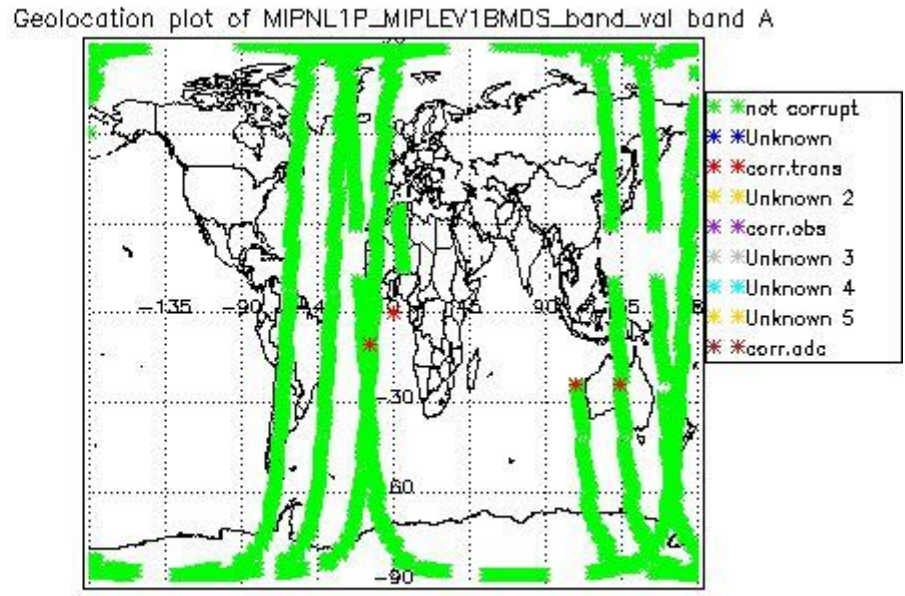 Geolocation plot of MIPNL1P_MIPLEV1BMDS_band_val band A
not corrupt
Unknown
corr.trans
Unknown 2
corr.obs
Unknown 3
Unknown 4
Unknown 5
corr.adc
-135 -90 90
-30
-60
-90